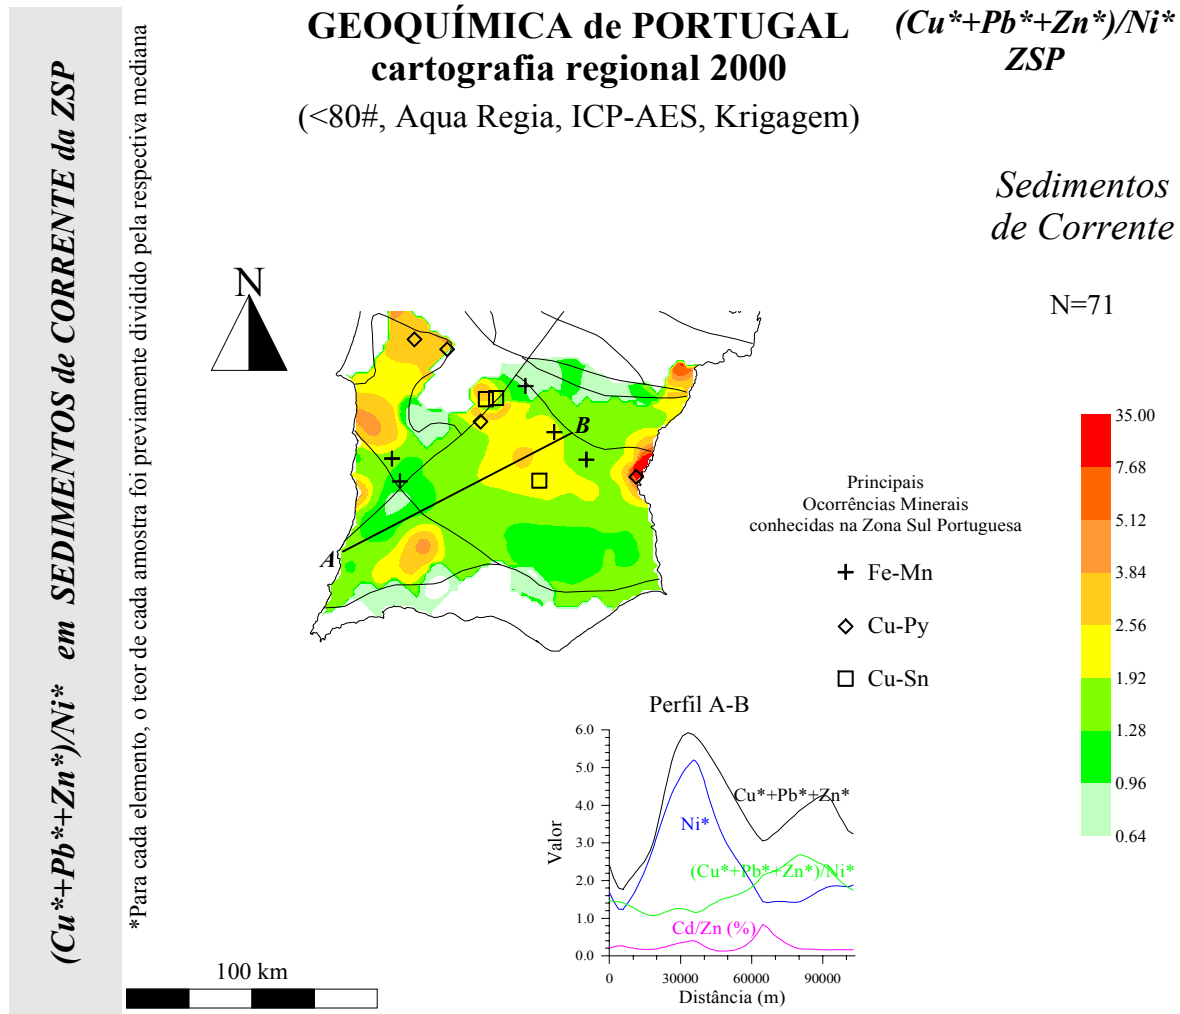 (Cu*+Pb*+Zn*)/Ni* em SEDIMENTOS de CORRENTE da ZSP
*Para cada elemento, o teor de cada amostra foi previamente dividido pela respectiva mediana
GEOQUÍMICA de PORTUGAL
cartografia regional 2000
(<80#, Aqua Regia, ICP-AES, Krigagem)
(Cu*+Pb*+Zn*)/Ni*
ZSP
Sedimentos
de Corrente
N=71
N
A
B
35.00
7.68
5.12
3.84
2.56
1.92
1.28
0.96
0.64
Principais
Ocorrências Minerais
conhecidas na Zona Sul Portuguesa
Fe-Mn
Cu-Py
Cu-Sn
Perfil A-B
6.0
5.0
4.0
3.0
2.0
1.0
0.0
Valor
Cu*+Pb*+Zn*
Ni*
(Cu*+Pb*+Zn*)/Ni*
Cd/Zn (%)
0 30000 60000 90000
Distância (m)
100 km